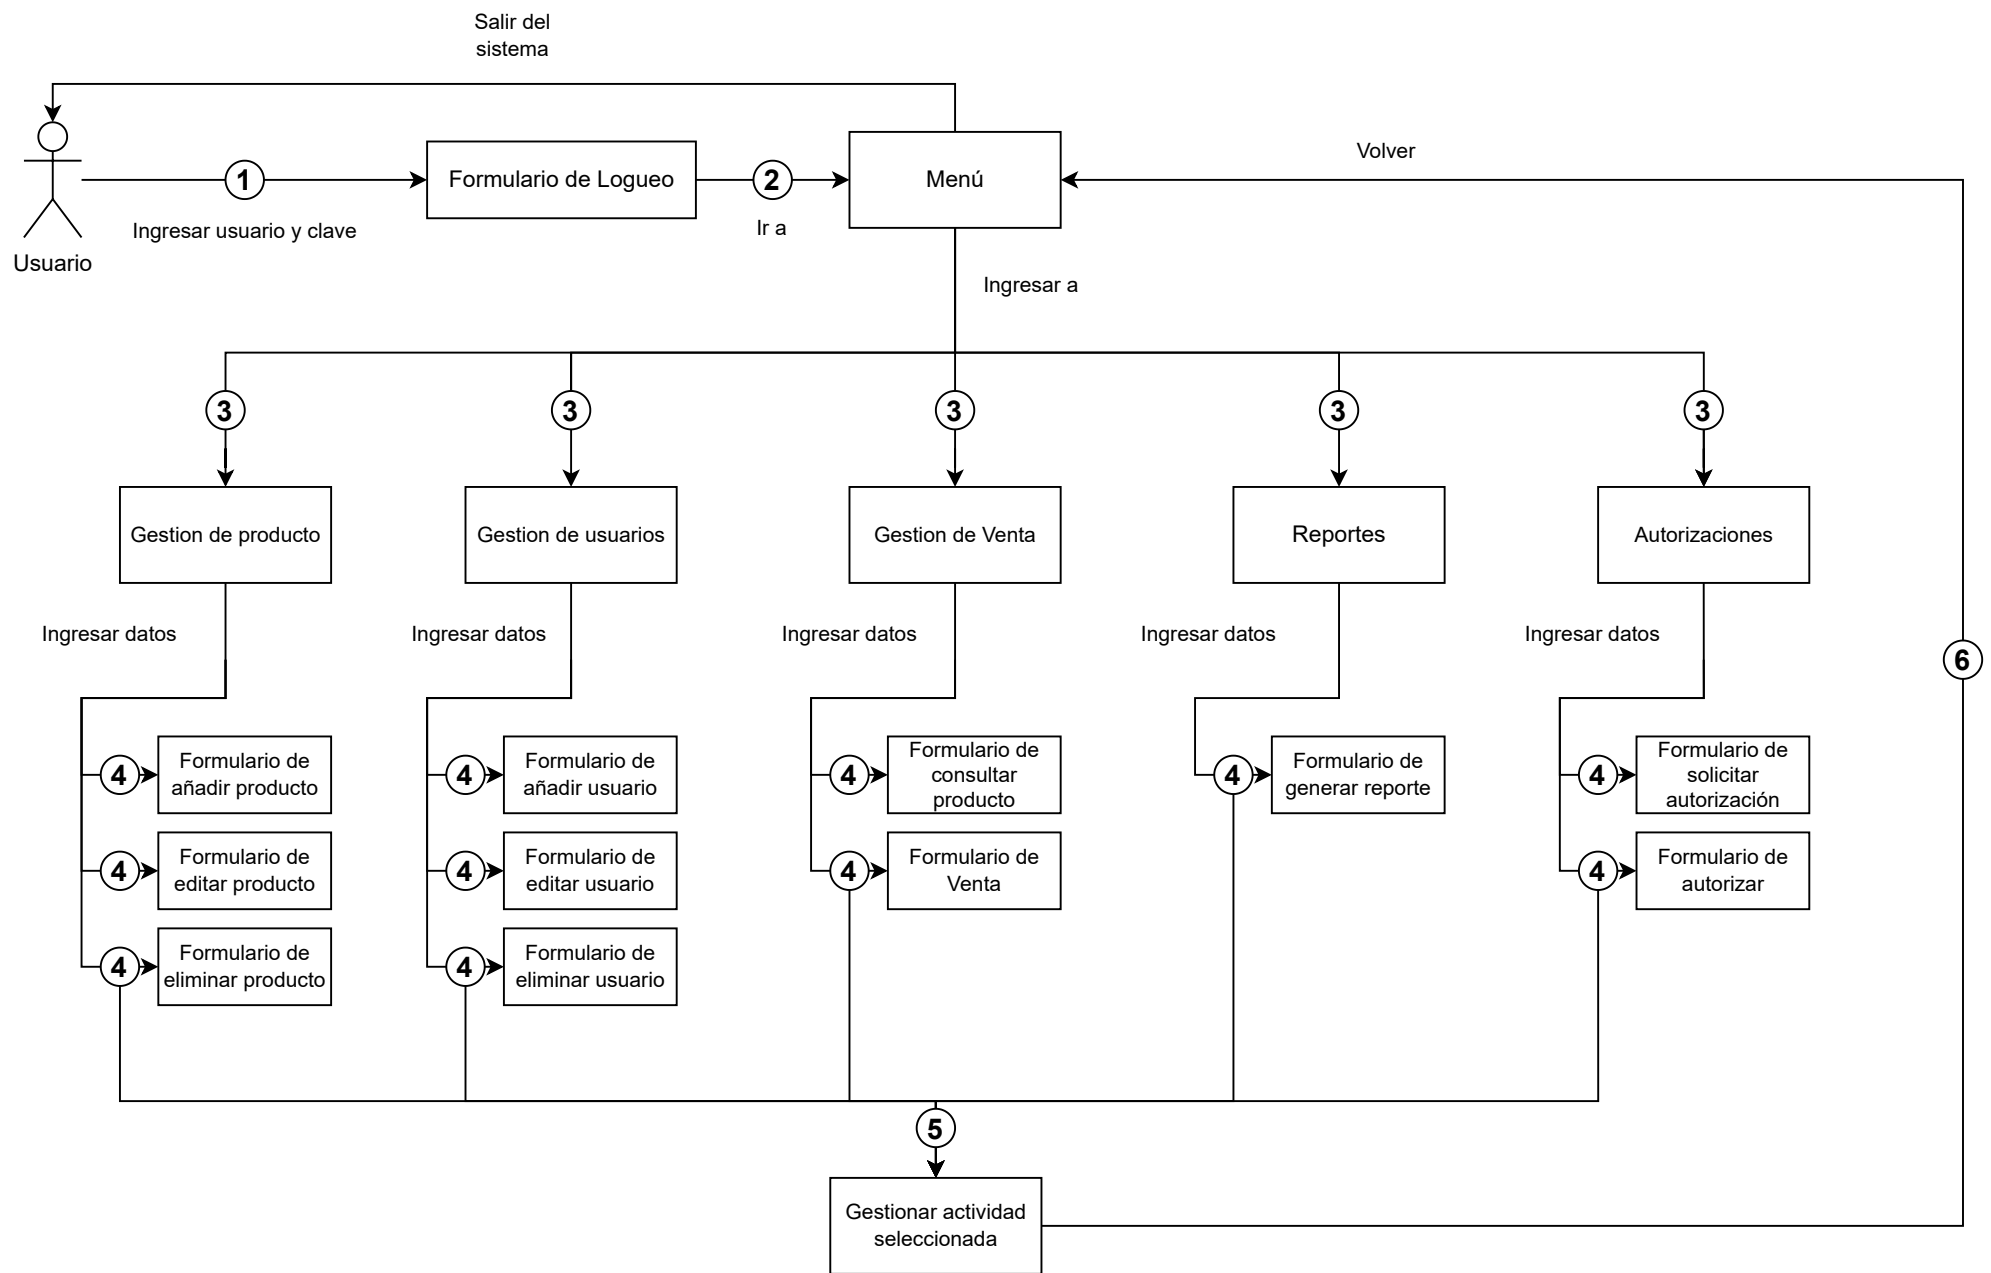 Salir del
sistema
1
Formulario de Logueo
2
Menú
Volver
Ingresar usuario y clave
Ir a
Usuario
Ingresar a
3
3
3
3
3
Gestion de producto
Gestion de usuarios
Gestion de Venta
Reportes
Autorizaciones
Ingresar datos
Ingresar datos
Ingresar datos
Ingresar datos
Ingresar datos
6
4
Formulario de
añadir producto
4
Formulario de
añadir usuario
4
Formulario de
consultar
producto
4
Formulario de
generar reporte
4
Formulario de
solicitar
autorización
4
Formulario de
editar producto
4
Formulario de
editar usuario
4
Formulario de
Venta
4
Formulario de
autorizar
4
Formulario de
eliminar producto
4
Formulario de
eliminar usuario
5
Gestionar actividad
seleccionada